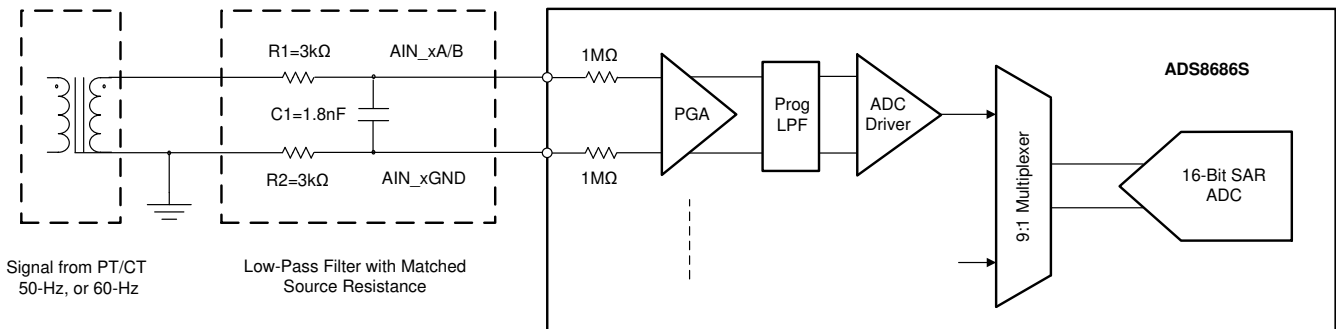 R1=3kΩ
AIN_xA/B
1MΩ
ADS8686S
C1=1.8nF
PGA
Prog
LPF
ADC
Driver
R2=3kΩ
AIN_xGND
1MΩ
9:1 Multiplexer
16-Bit SAR
ADC
Signal from PT/CT
50-Hz, or 60-Hz
Low-Pass Filter with Matched
Source Resistance